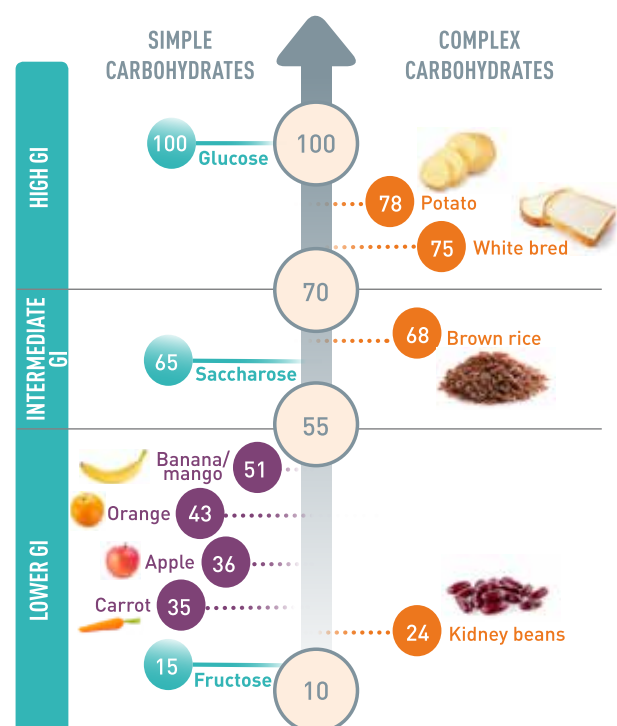 SIMPLE
CARBOHYDRATES
COMPLEX
CARBOHYDRATES
HIGH GI
100
Glucose
100
78 Potato
75 White bred
70
INTERMEDIATE
GI
68 Brown rice
65
Saccharose
55
LOWER GI
Banana/
mango 51
Orange 43
Apple 36
Carrot 35
24 Kidney beans
15
Fructose
10